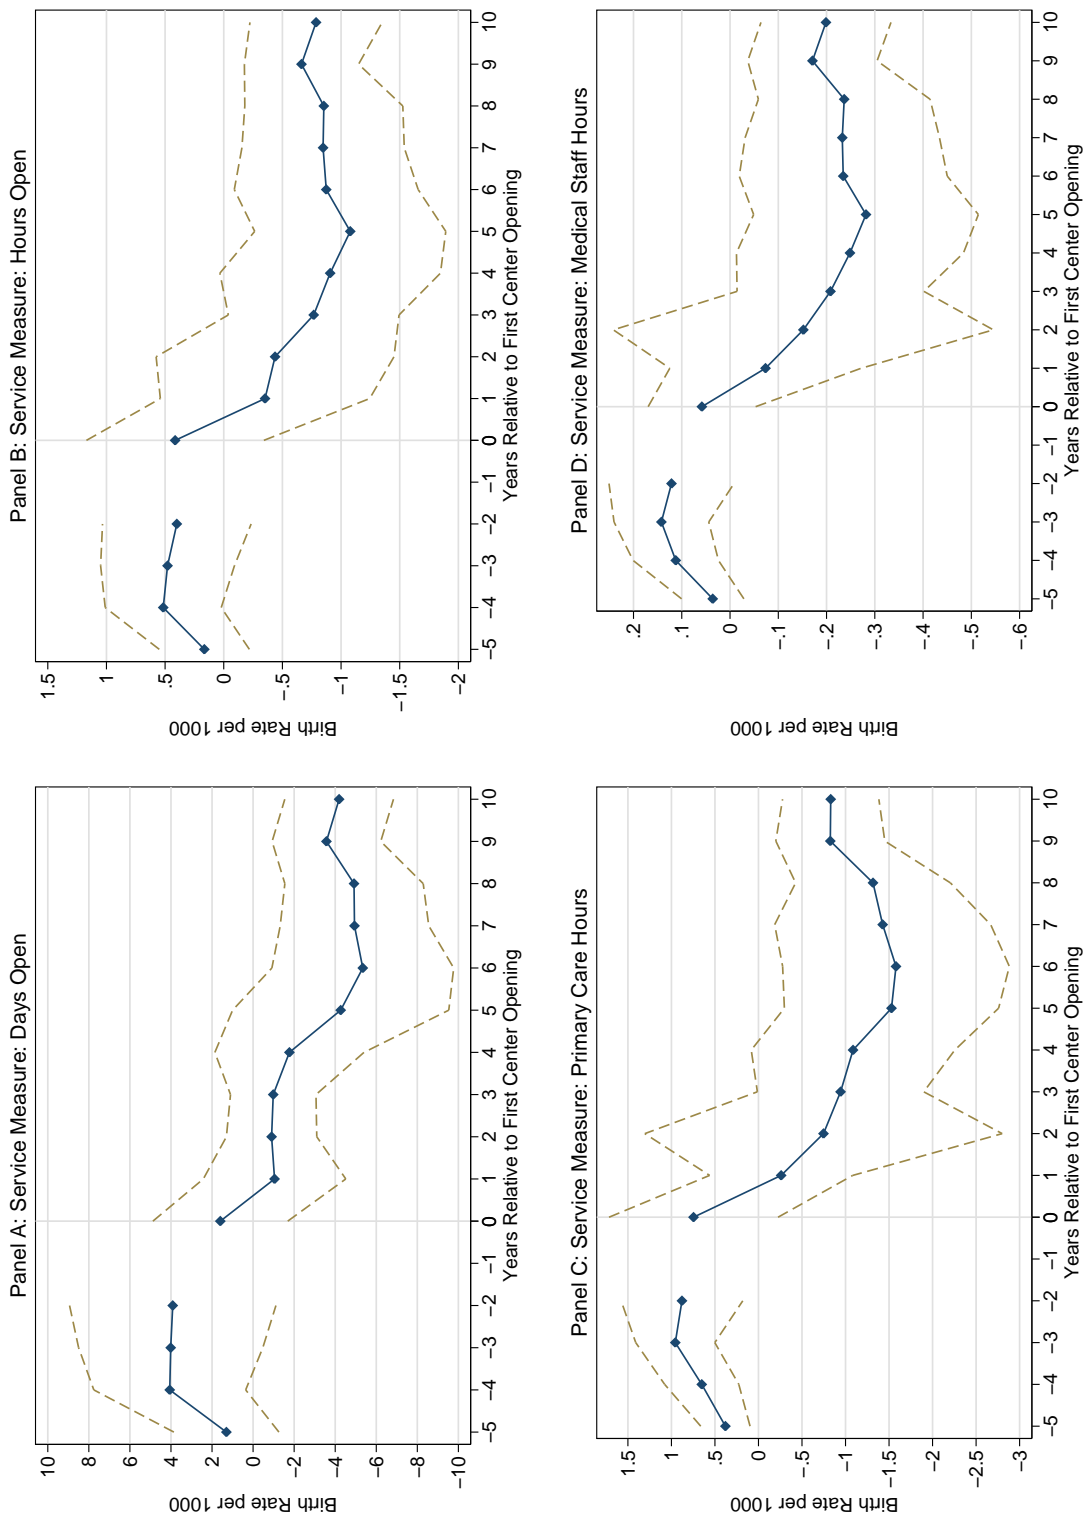 Panel A: Service Measure: Days Open
Birth Rate per 1000
10
8
6
4
2
0
−2
−4
−6
−8
−10
−5 −4 −3 −2 −1 0 1 2 3 4 5 6 7 8 9 10
Years Relative to First Center Opening
Panel B: Service Measure: Hours Open
Birth Rate per 1000
1.5
1
.5
0
−.5
−1
−1.5
−2
−5 −4 −3 −2 −1 0 1 2 3 4 5 6 7 8 9 10
Years Relative to First Center Opening
Panel C: Service Measure: Primary Care Hours
Birth Rate per 1000
1.5
1
.5
0
−.5
−1
−1.5
−2
−2.5
−3
−5 −4 −3 −2 −1 0 1 2 3 4 5 6 7 8 9 10
Years Relative to First Center Opening
Panel D: Service Measure: Medical Staff Hours
Birth Rate per 1000
.2
.1
0
−.1
−.2
−.3
−.4
−.5
−.6
−5 −4 −3 −2 −1 0 1 2 3 4 5 6 7 8 9 10
Years Relative to First Center Opening